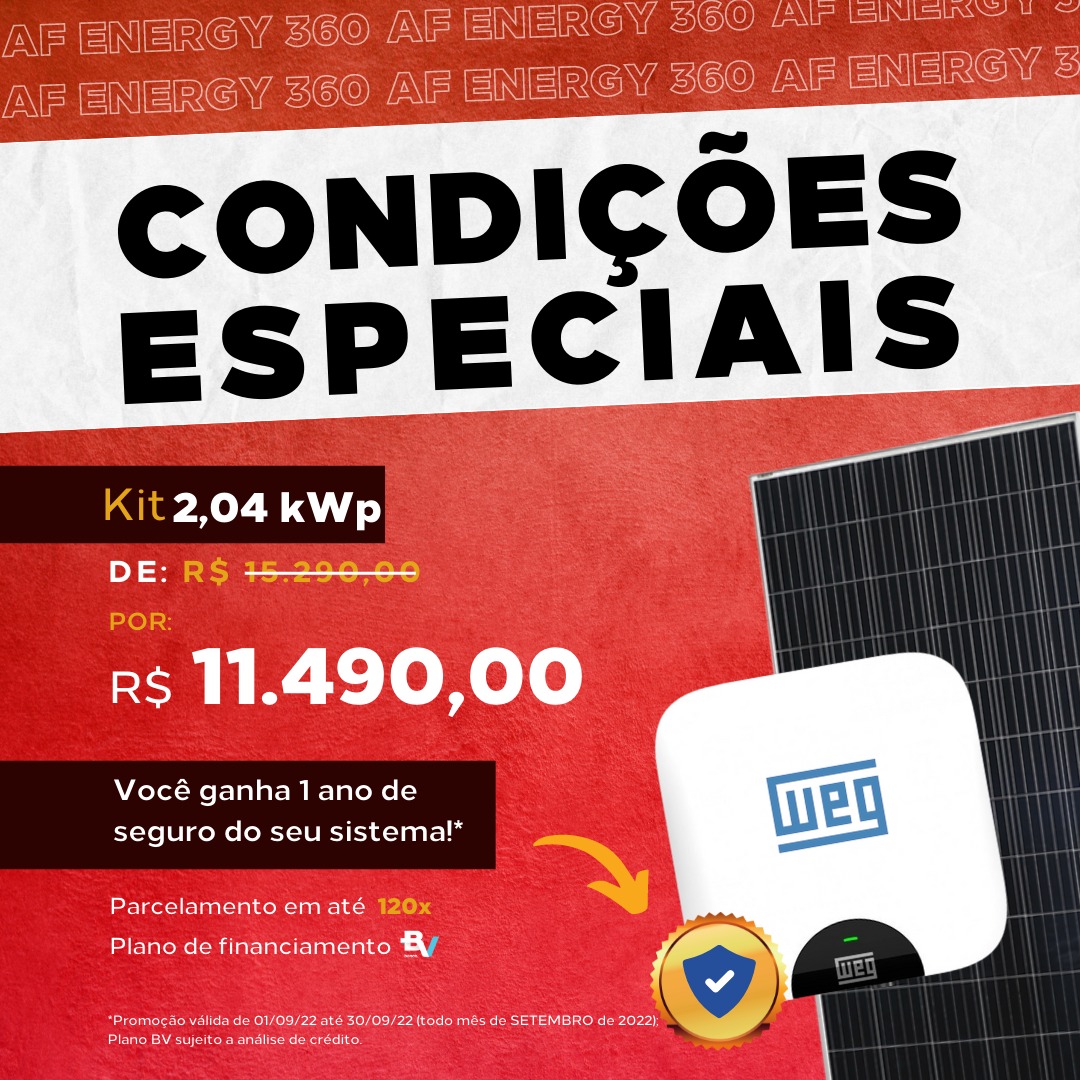 AF ENERGY 360 AF ENERGY 360 AF ENERGY 3
AF ENERGY 360 AF ENERGY 360 AF ENERGY 3
CONDIÇÕES
ESPECIAIS
Kit 2,04 kWp
DE: R$ 15.290,00
POR:
R$ 11.490,00
Você ganha 1 ano de
seguro do seu sistema!*
weg
Parcelamento em até 120x
Plano de financiamento BV
weg
*Promoção válida de 01/09/22 até 30/09/22 (todo mês de SETEMBRO de 2022);
Plano BV sujeito a análise de crédito.